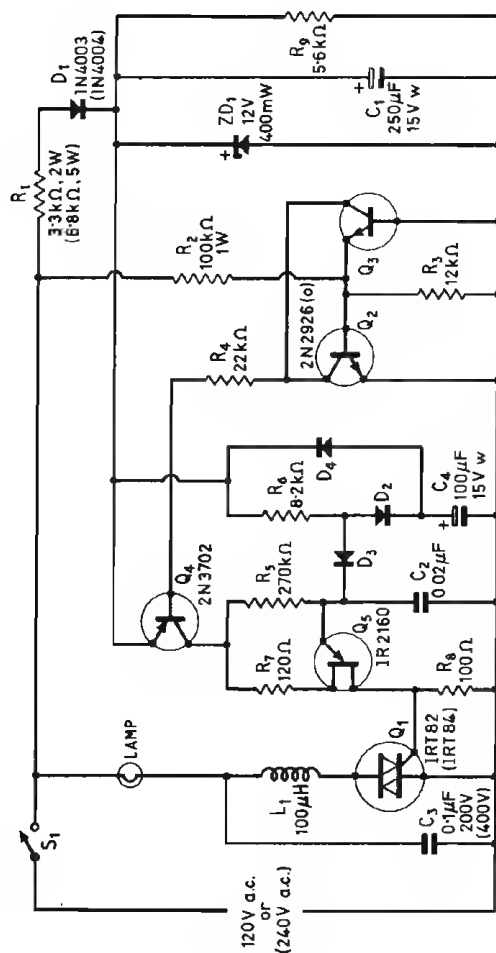 S1
120V a.c.
or
(240V a.c.)
LAMP
L1
100μH
C3
0·1μF
200V
(400V)
Q1
IRT82
(IRT84)
R7
120Ω
R8
100Ω
Q5
IR2160
Q4
2N3702
R5
270kΩ
C2
0·02μF
D3
R6
8·2kΩ
D4
D2
+
C4
100μF
15V w
R4
22kΩ
2N2926(o)
Q2
Q3
R2
100kΩ
1W
R3
12kΩ
R1
3·3kΩ, 2W
(6·8kΩ, 5W)
D1
1N4003
(1N4004)
+
ZD1
12V
400mW
+
C1
250μF
15V w
R9
5·6kΩ